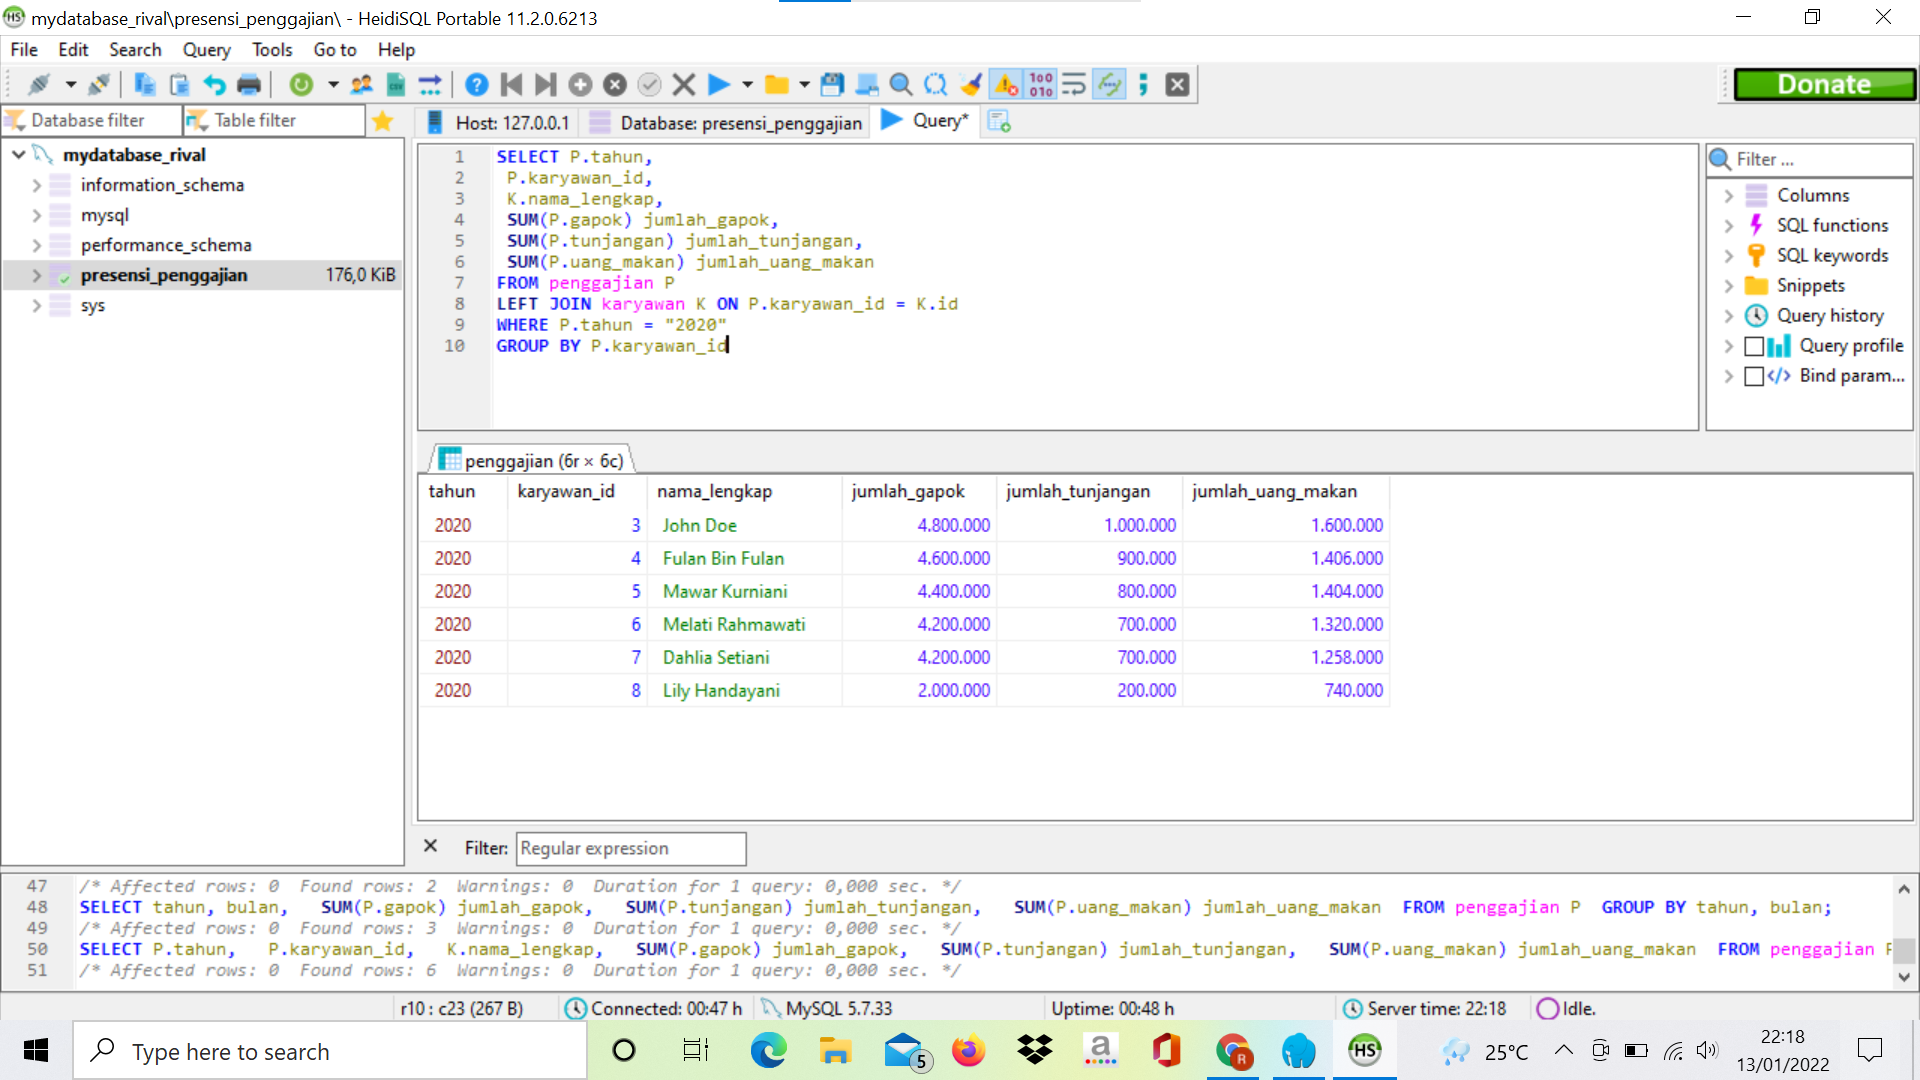 mydatabase_rival\presensi_penggajian\ - HeidiSQL Portable 11.2.0.6213
File Edit Search Query Tools Go to Help
Donate
Database filter Table filter
Host: 127.0.0.1 Database: presensi_penggajian Query*
mydatabase_rival
information_schema
mysql
performance_schema
presensi_penggajian 176,0 KiB
sys
1 SELECT P.tahun,
2 P.karyawan_id,
3 K.nama_lengkap,
4 SUM(P.gapok) jumlah_gapok,
5 SUM(P.tunjangan) jumlah_tunjangan,
6 SUM(P.uang_makan) jumlah_uang_makan
7 FROM penggajian P
8 LEFT JOIN karyawan K ON P.karyawan_id = K.id
9 WHERE P.tahun = "2020"
10 GROUP BY P.karyawan_id
Filter ...
Columns
SQL functions
SQL keywords
Snippets
Query history
Query profile
Bind param...
penggajian (6r × 6c)
tahun karyawan_id nama_lengkap jumlah_gapok jumlah_tunjangan jumlah_uang_makan
2020 3 John Doe 4.800.000 1.000.000 1.600.000
2020 4 Fulan Bin Fulan 4.600.000 900.000 1.406.000
2020 5 Mawar Kurniani 4.400.000 800.000 1.404.000
2020 6 Melati Rahmawati 4.200.000 700.000 1.320.000
2020 7 Dahlia Setiani 4.200.000 700.000 1.258.000
2020 8 Lily Handayani 2.000.000 200.000 740.000
Filter: Regular expression
47 /* Affected rows: 0 Found rows: 2 Warnings: 0 Duration for 1 query: 0,000 sec. */
48 SELECT tahun, bulan, SUM(P.gapok) jumlah_gapok, SUM(P.tunjangan) jumlah_tunjangan, SUM(P.uang_makan) jumlah_uang_makan FROM penggajian P GROUP BY tahun, bulan;
49 /* Affected rows: 0 Found rows: 3 Warnings: 0 Duration for 1 query: 0,000 sec. */
50 SELECT P.tahun, P.karyawan_id, K.nama_lengkap, SUM(P.gapok) jumlah_gapok, SUM(P.tunjangan) jumlah_tunjangan, SUM(P.uang_makan) jumlah_uang_makan FROM penggajian P
51 /* Affected rows: 0 Found rows: 6 Warnings: 0 Duration for 1 query: 0,000 sec. */
r10 : c23 (267 B) Connected: 00:47 h MySQL 5.7.33 Uptime: 00:48 h Server time: 22:18 Idle.
Type here to search
5
25°C
22:18
13/01/2022